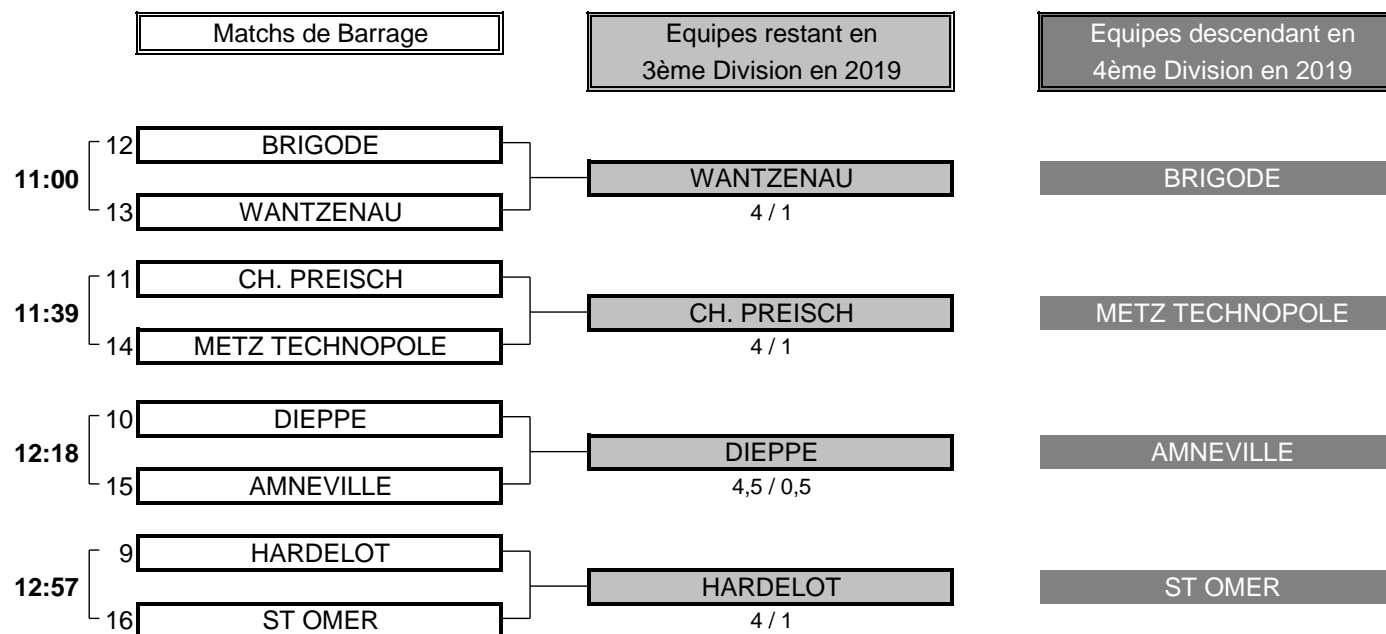 Matchs de Barrage
Equipes restant en
3ème Division en 2019
Equipes descendant en
4ème Division en 2019
11:00
12 BRIGODE
13 WANTZENAU
WANTZENAU
4 / 1
BRIGODE
11:39
11 CH. PREISCH
14 METZ TECHNOPOLE
CH. PREISCH
4 / 1
METZ TECHNOPOLE
12:18
10 DIEPPE
15 AMNEVILLE
DIEPPE
4,5 / 0,5
AMNEVILLE
12:57
9 HARDELOT
16 ST OMER
HARDELOT
4 / 1
ST OMER